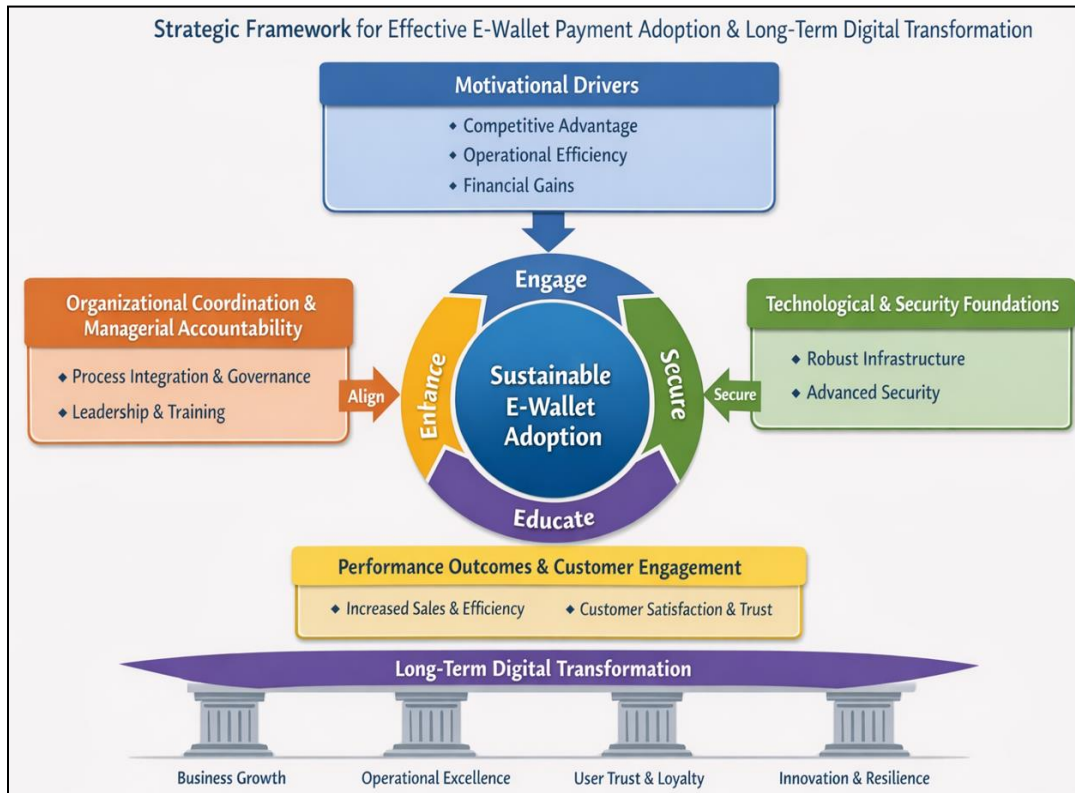 Strategic Framework for Effective E-Wallet Payment Adoption & Long-Term Digital Transformation
Motivational Drivers
◆ Competitive Advantage
◆ Operational Efficiency
◆ Financial Gains
Organizational Coordination &
Managerial Accountability
◆ Process Integration & Governance
◆ Leadership & Training
Align
Engage
Enhance
Sustainable
E-Wallet
Adoption
Secure
Educate
Secure
Technological & Security Foundations
◆ Robust Infrastructure
◆ Advanced Security
Performance Outcomes & Customer Engagement
◆ Increased Sales & Efficiency
◆ Customer Satisfaction & Trust
Long-Term Digital Transformation
Business Growth
Operational Excellence
User Trust & Loyalty
Innovation & Resilience